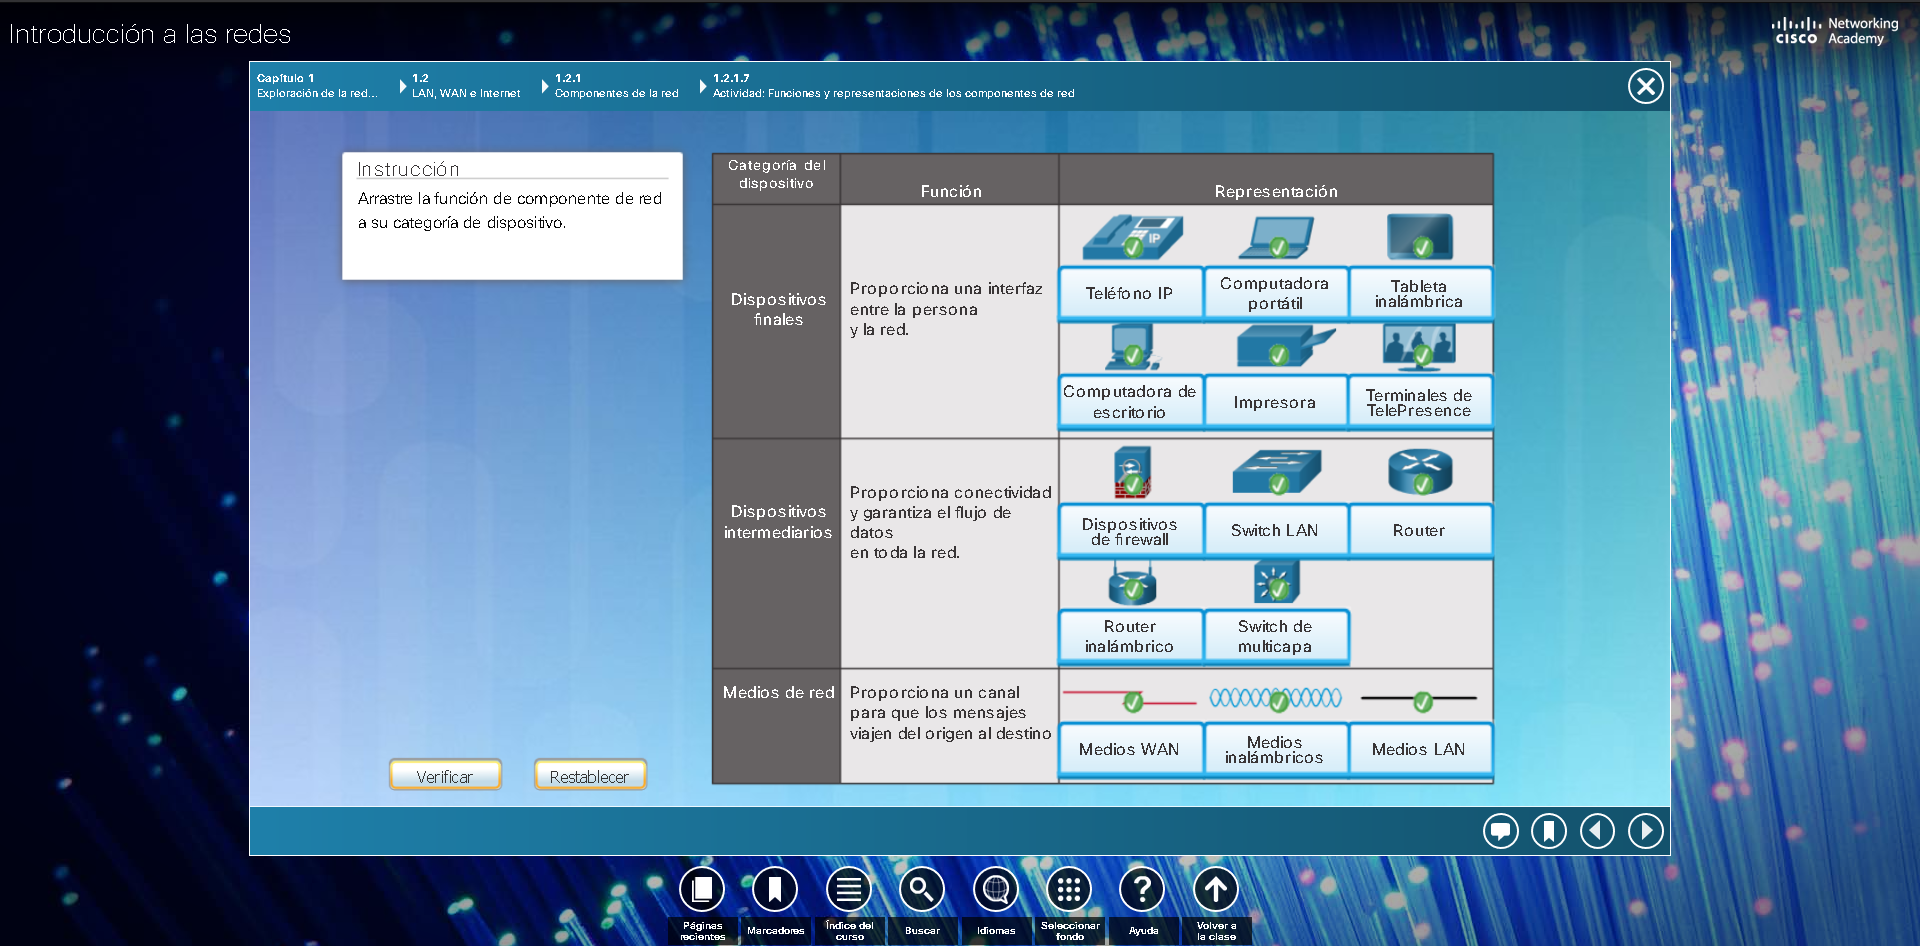 Introducción a las redes
Networking
CISCO Academy
Capítulo 1
Exploración de la red...
1.2
LAN, WAN e Internet
1.2.1
Componentes de la red
1.2.1.7
Actividad: Funciones y representaciones de los componentes de red
Instrucción
Arrastre la función de componente de red
a su categoría de dispositivo.
Categoría del
dispositivo
Función
Representación
Dispositivos
finales
Proporciona una interfaz
entre la persona
y la red.
IP
Teléfono IP
Computadora
portátil
Tableta
inalámbrica
Computadora de
escritorio
Impresora
Terminales de
TelePresence
Dispositivos
intermediarios
Proporciona conectividad
y garantiza el flujo de
datos
en toda la red.
Dispositivos
de firewall
Switch LAN
Router
Router
inalámbrico
Switch de
multicapa
Medios de red
Proporciona un canal
para que los mensajes
viajen del origen al destino
Medios WAN
Medios
inalámbricos
Medios LAN
Verificar
Restablecer
Páginas
recientes
Marcadores
Índice del
curso
Buscar
Idiomas
Seleccionar
fondo
Ayuda
Volver a
la clase